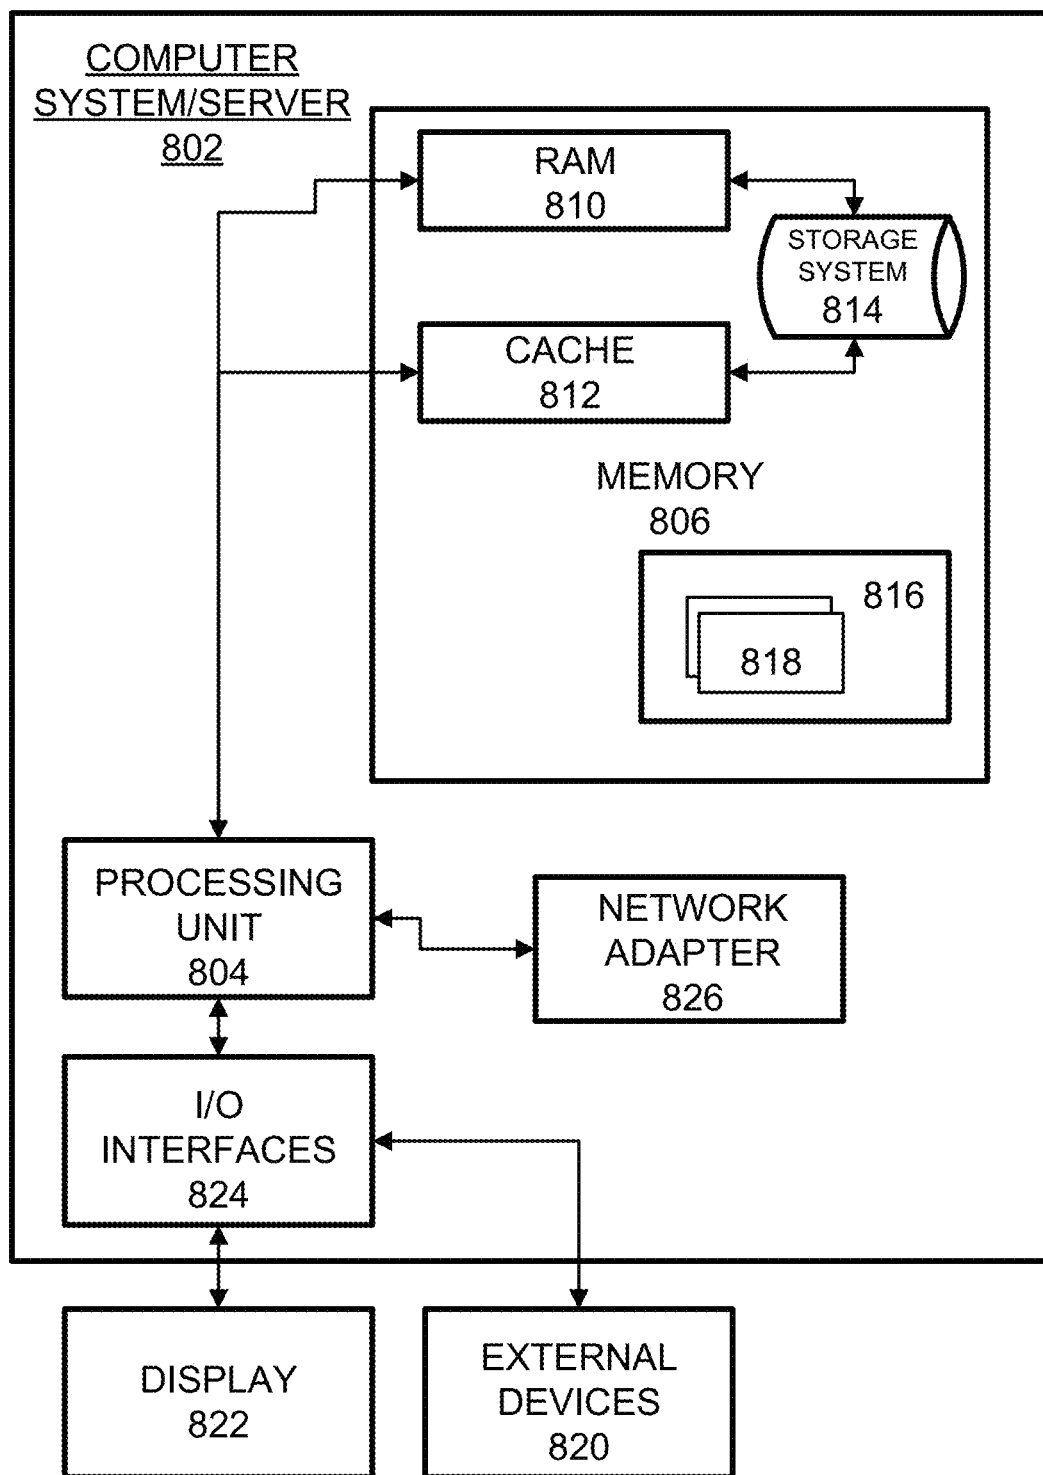 COMPUTER
SYSTEM/SERVER
802
RAM
810
STORAGE
SYSTEM
814
CACHE
812
MEMORY
806
816
818
PROCESSING
UNIT
804
NETWORK
ADAPTER
826
I/O
INTERFACES
824
DISPLAY
822
EXTERNAL
DEVICES
820